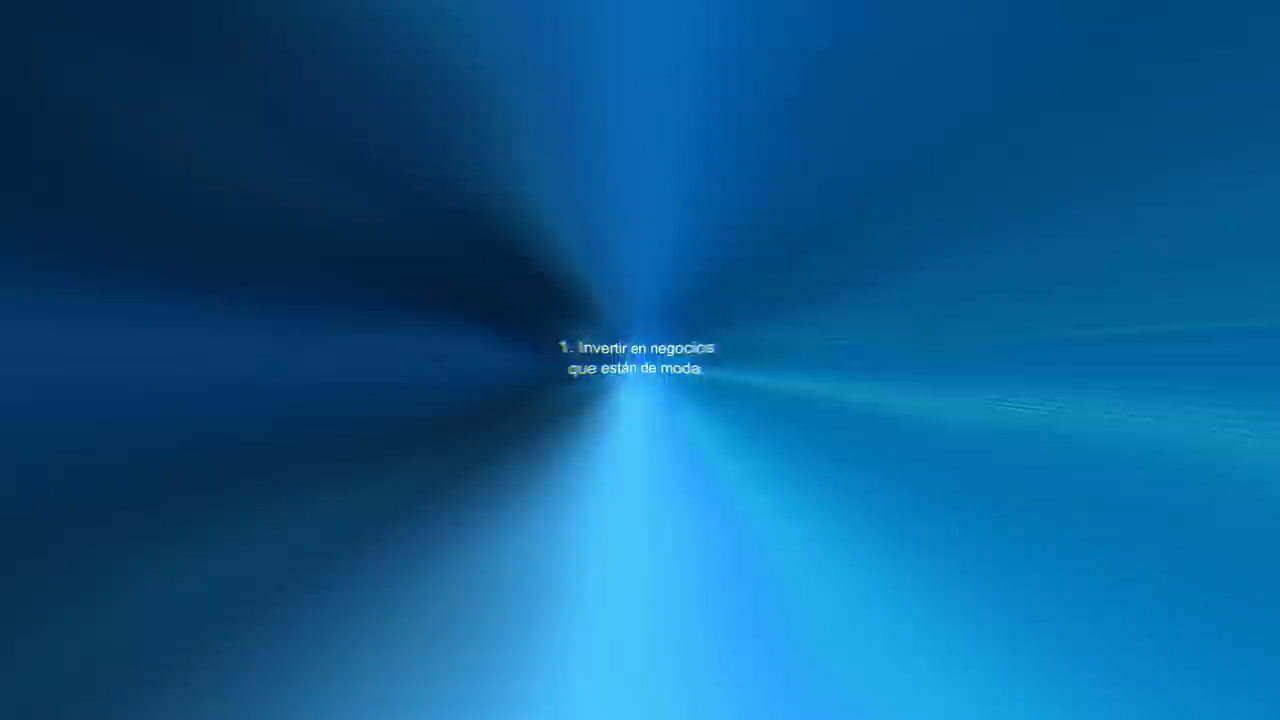 1. Invertir en negocios
que están de moda.